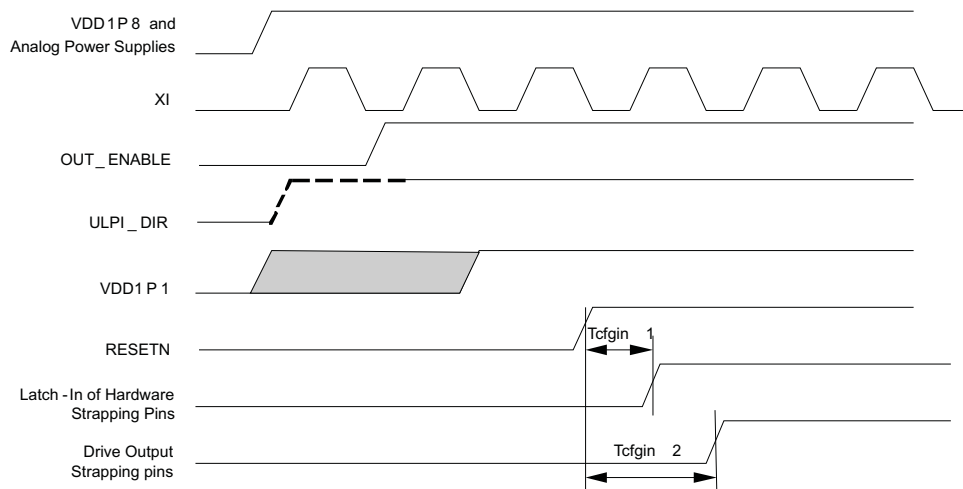 VDD1P8 and
Analog Power Supplies
XI
OUT_ENABLE
ULPI_DIR
VDD1P1
RESETN
Tcfgin 1
Latch-In of Hardware
Strapping Pins
Drive Output
Strapping pins
Tcfgin 2